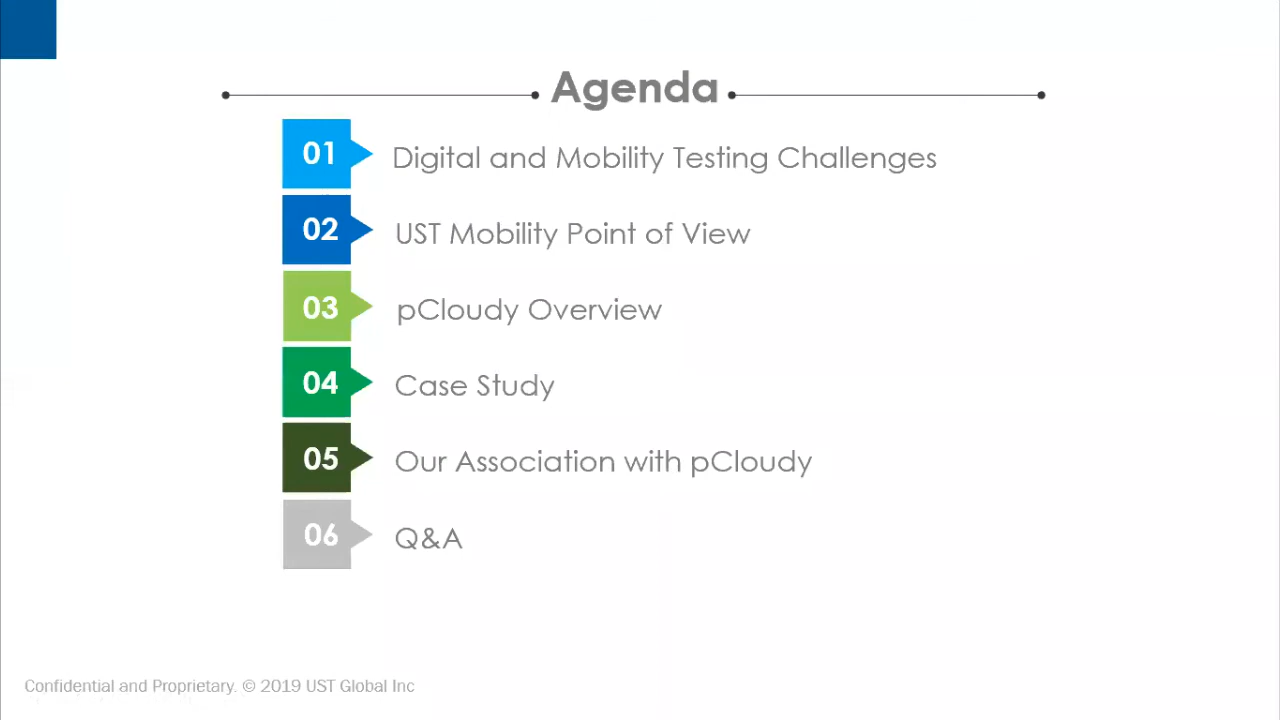 Agenda
01 Digital and Mobility Testing Challenges
02 UST Mobility Point of View
03 pCloudy Overview
04 Case Study
05 Our Association with pCloudy
06 Q&A
Confidential and Proprietary. © 2019 UST Global Inc